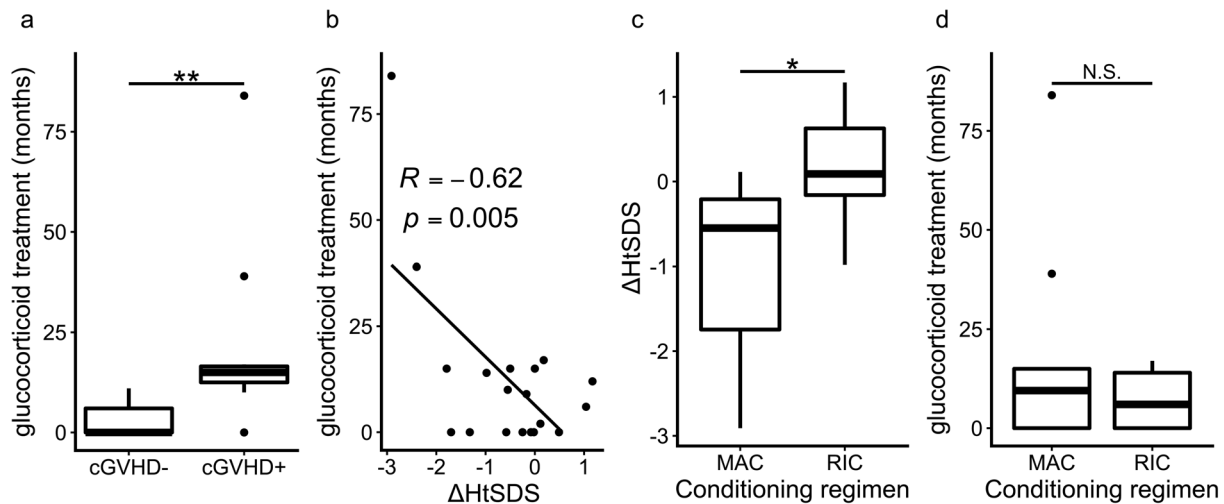 a
glucocorticoid treatment (months)
75
50
25
0
**
cGVHD-
cGVHD+
b
glucocorticoid treatment (months)
75
50
25
0
R = −0.62
p = 0.005
-3
-2
-1
0
1
ΔHtSDS
c
ΔHtSDS
1
0
-1
-2
-3
*
MAC
RIC
Conditioning regimen
d
glucocorticoid treatment (months)
75
50
25
0
N.S.
MAC
RIC
Conditioning regimen